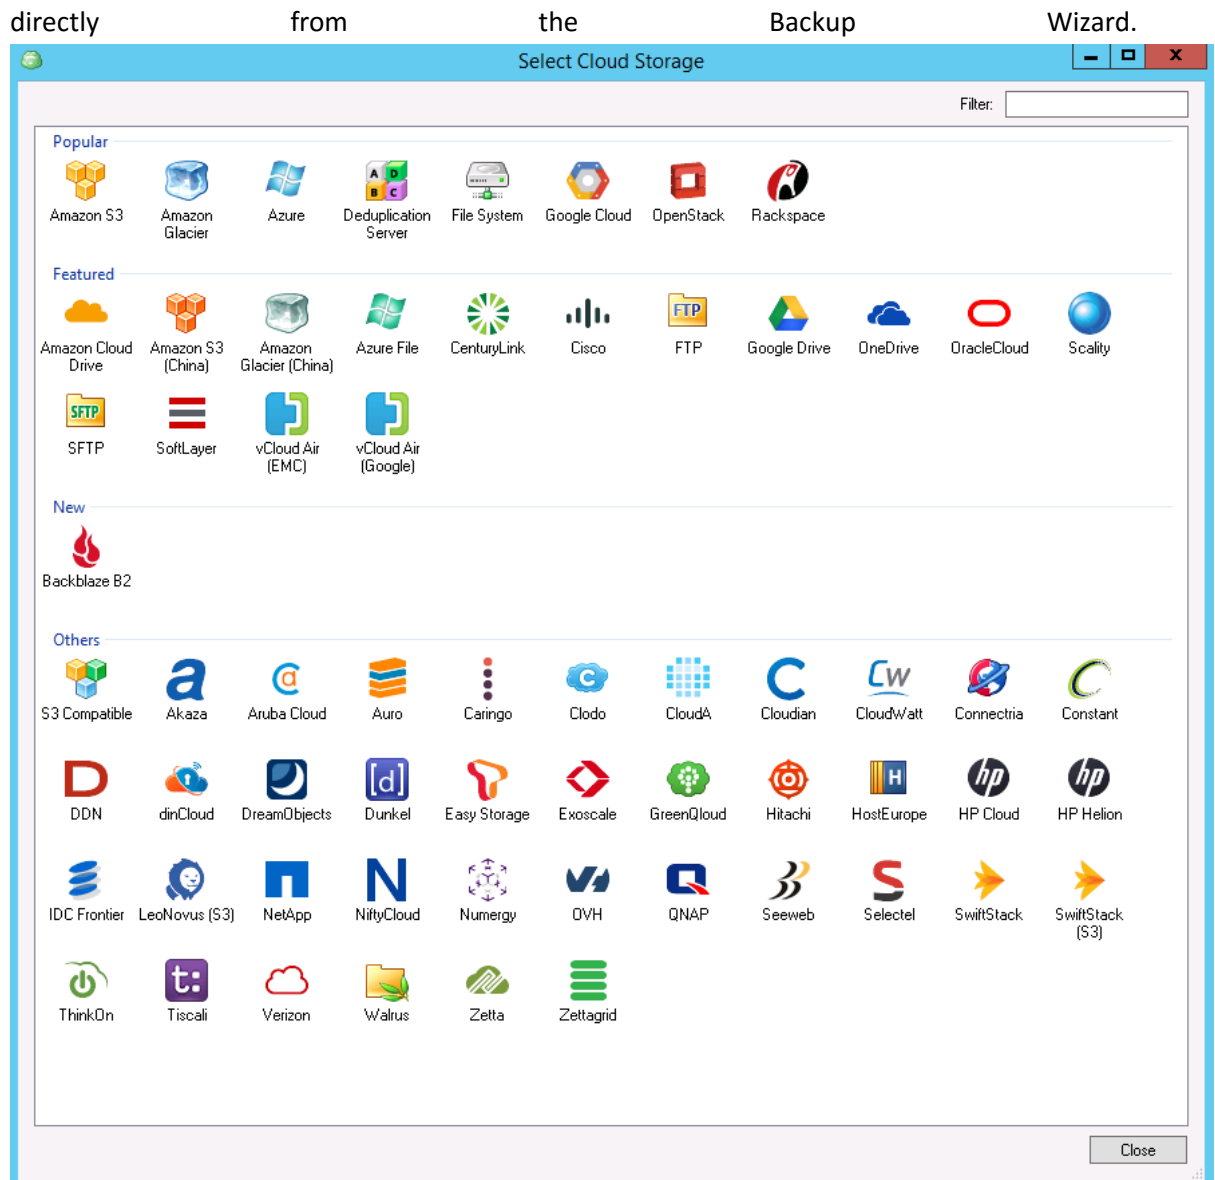 directly from the Backup Wizard.
Select Cloud Storage
Filter:
Popular
Amazon S3 Amazon Glacier Azure Deduplication Server File System Google Cloud OpenStack Rackspace
Featured
Amazon Cloud Drive Amazon S3 (China) Amazon Glacier (China) Azure File CenturyLink Cisco FTP FTP Google Drive OneDrive OracleCloud Scality
SFTP SFTP SoftLayer vCloud Air (EMC) vCloud Air (Google)
New
Backblaze B2
Others
S3 Compatible Akaza Aruba Cloud Auro Caringo Clodo CloudA Cloudian CloudWatt Connectria Constant
DDN dinCloud DreamObjects Dunkel Easy Storage Exoscale GreenQloud Hitachi HostEurope HP Cloud HP Helion
IDC Frontier LeoNovus (S3) NetApp NiftyCloud Numergy OVH QNAP Seeweb Selectel SwiftStack SwiftStack (S3)
ThinkOn Tiscali Verizon Walrus Zetta Zettagrid
Close